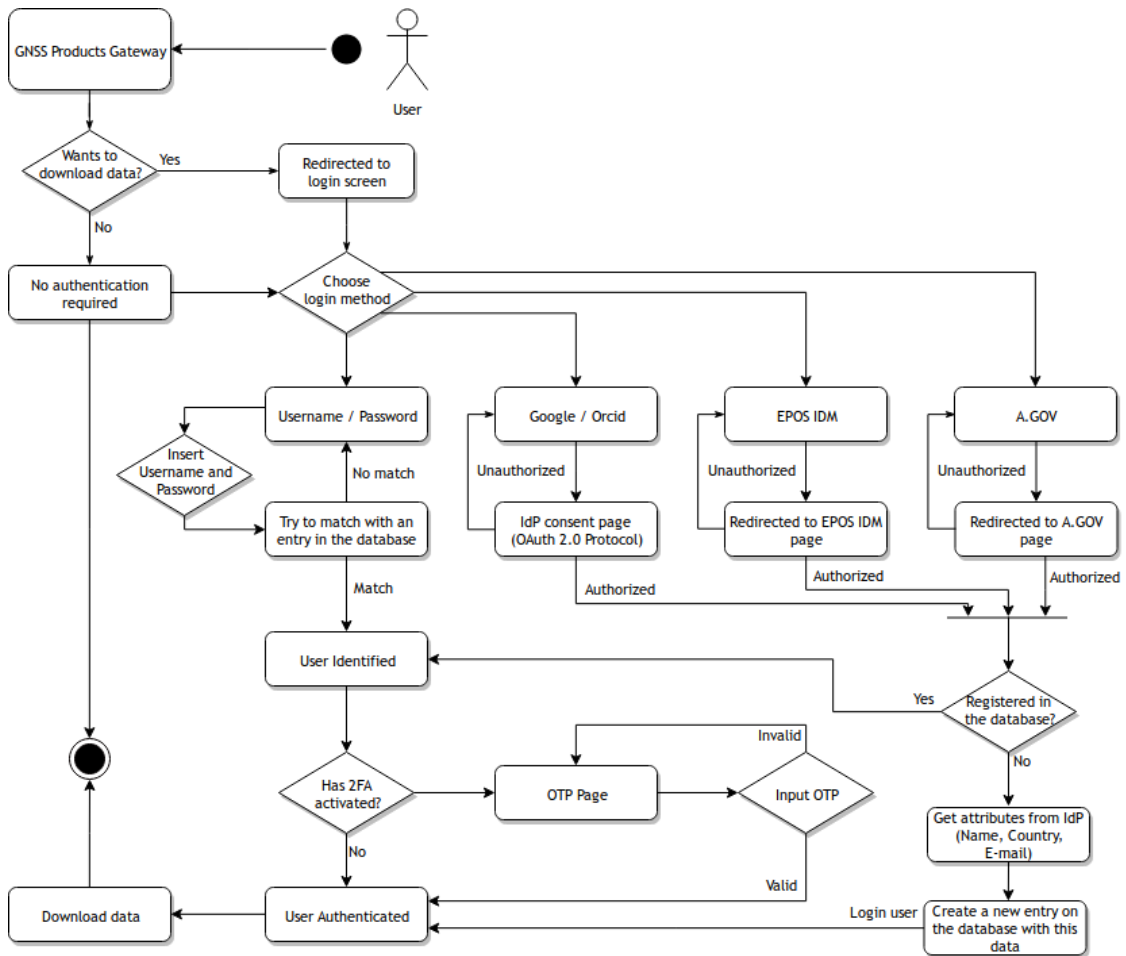 GNSS Products Gateway
User
Wants to
download data?
Yes
Redirected to
login screen
No
No authentication
required
Choose
login method
Username / Password
Google / Orcid
EPOS IDM
A.GOV
Insert
Username and
Password
No match
Unauthorized
Unauthorized
Unauthorized
Try to match with an
entry in the database
IdP consent page
(OAuth 2.0 Protocol)
Redirected to EPOS IDM
page
Redirected to A.GOV
page
Match
Authorized
Authorized
Authorized
User Identified
Yes
Registered in
the database?
Invalid
No
Has 2FA
activated?
OTP Page
Input OTP
Get attributes from IdP
(Name, Country,
E-mail)
No
Valid
Download data
User Authenticated
Login user
Create a new entry on
the database with this
data